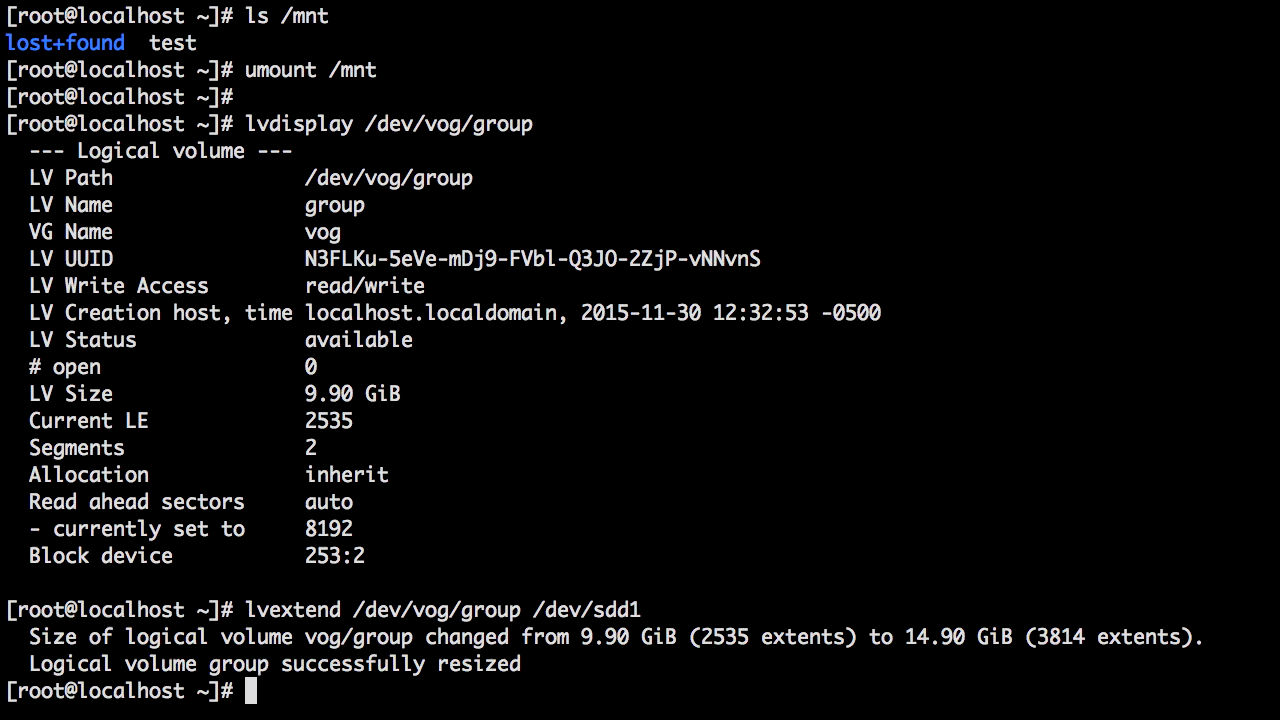 [root@localhost ~]# ls /mnt
lost+found  test
[root@localhost ~]# umount /mnt
[root@localhost ~]#
[root@localhost ~]# lvdisplay /dev/vog/group
  --- Logical volume ---
  LV Path                /dev/vog/group
  LV Name                group
  VG Name                vog
  LV UUID                N3FLKu-5eVe-mDj9-FVbl-Q3JO-2ZjP-vNNvnS
  LV Write Access        read/write
  LV Creation host, time localhost.localdomain, 2015-11-30 12:32:53 -0500
  LV Status              available
  # open                 0
  LV Size                9.90 GiB
  Current LE             2535
  Segments               2
  Allocation             inherit
  Read ahead sectors     auto
  - currently set to     8192
  Block device           253:2
[root@localhost ~]# lvextend /dev/vog/group /dev/sdd1
  Size of logical volume vog/group changed from 9.90 GiB (2535 extents) to 14.90 GiB (3814 extents).
  Logical volume group successfully resized
[root@localhost ~]#